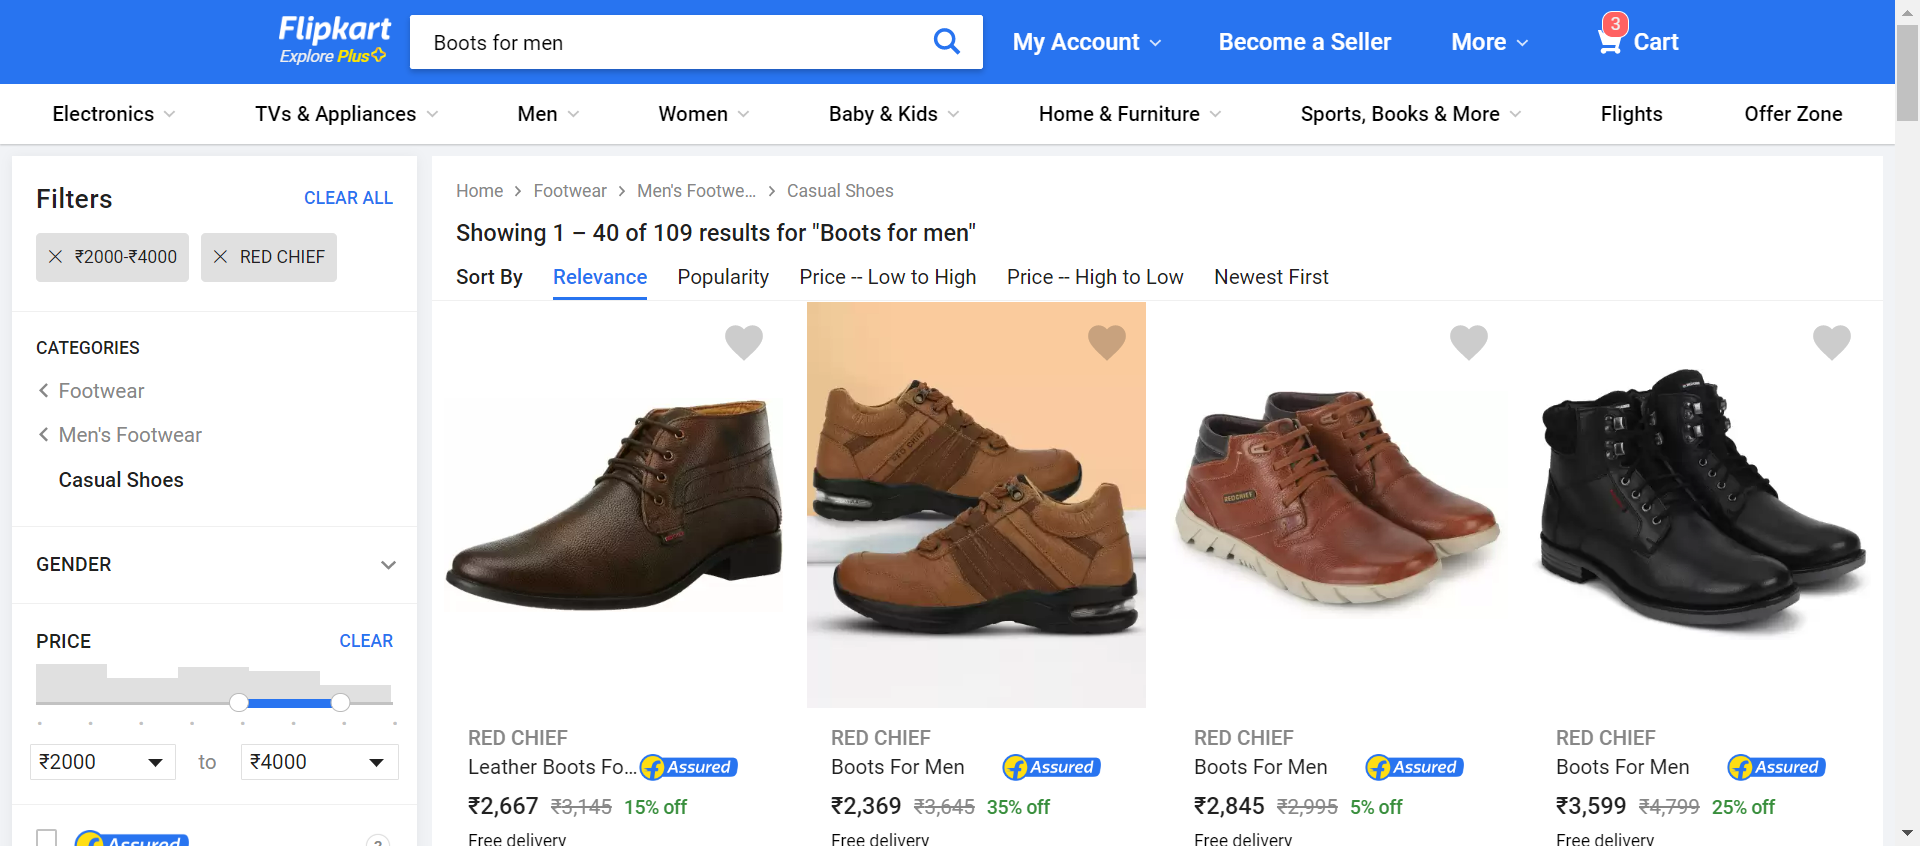 Flipkart
Explore Plus
Boots for men
My Account
Become a Seller
More
3
Cart
Electronics
TVs & Appliances
Men
Women
Baby & Kids
Home & Furniture
Sports, Books & More
Flights
Offer Zone
Filters
CLEAR ALL
₹2000-₹4000
RED CHIEF
CATEGORIES
Footwear
Men's Footwear
Casual Shoes
GENDER
PRICE
CLEAR
₹2000
to
₹4000
Assured
?
Home > Footwear > Men's Footwe... > Casual Shoes
Showing 1 – 40 of 109 results for "Boots for men"
Sort By Relevance Popularity Price -- Low to High Price -- High to Low Newest First
RED CHIEF
REDCHIEF
RED CHIEF
Leather Boots Fo... Assured
₹2,667 ₹3,145 15% off
Free delivery
RED CHIEF
Boots For Men Assured
₹2,369 ₹3,645 35% off
Free delivery
RED CHIEF
Boots For Men Assured
₹2,845 ₹2,995 5% off
Free delivery
RED CHIEF
Boots For Men Assured
₹3,599 ₹4,799 25% off
Free delivery